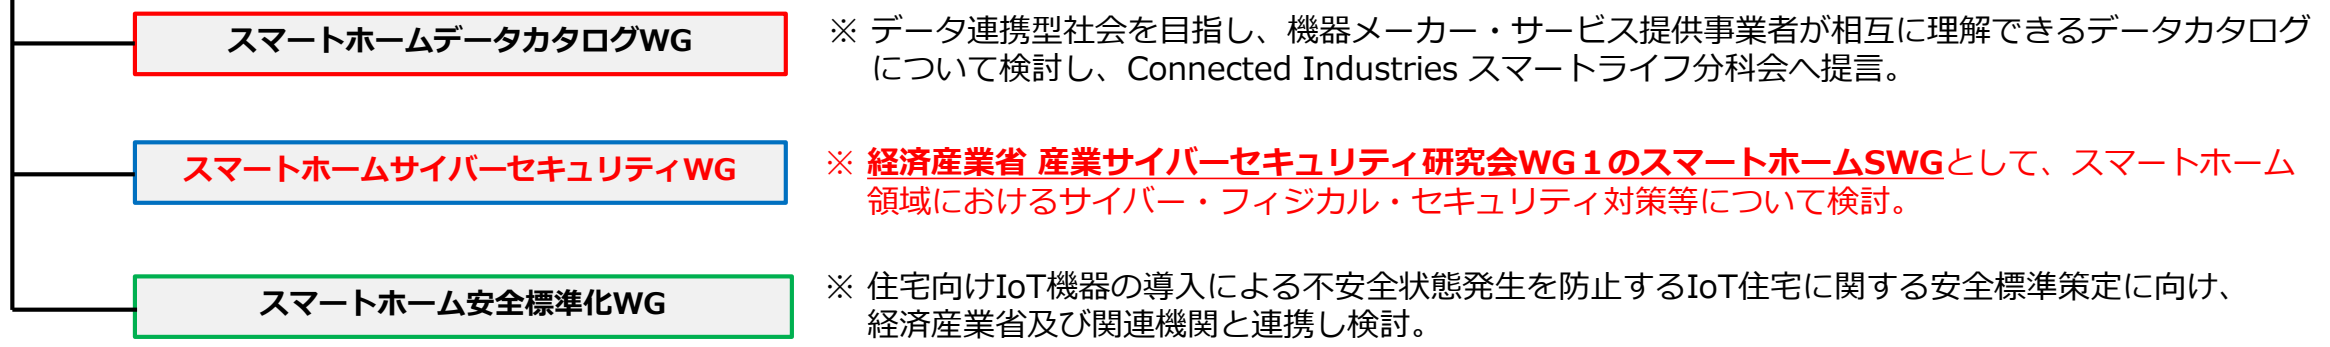 スマートホームデータカタログWG
※ データ連携型社会を目指し、機器メーカー・サービス提供事業者が相互に理解できるデータカタログ
について検討し、Connected Industries スマートライフ分科会へ提言。
スマートホームサイバーセキュリティWG
※ 経済産業省 産業サイバーセキュリティ研究会WG１のスマートホームSWGとして、スマートホーム
領域におけるサイバー・フィジカル・セキュリティ対策等について検討。
スマートホーム安全標準化WG
※ 住宅向けIoT機器の導入による不安全状態発生を防止するIoT住宅に関する安全標準策定に向け、
経済産業省及び関連機関と連携し検討。